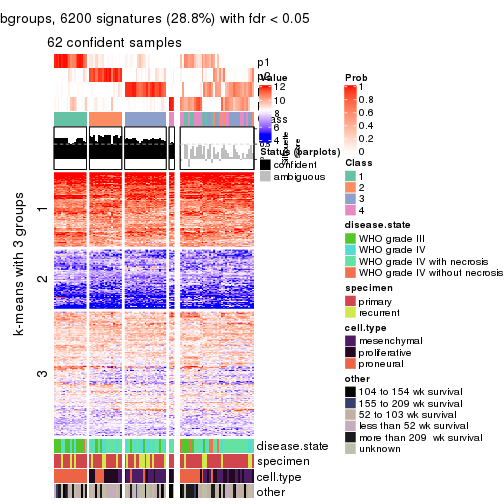 bgroups, 6200 signatures (28.8%) with fdr < 0.05
62 confident samples
p1
value
12
10
8
6
4
Status (barplots)
confident
ambiguous
Silhouette
score
Prob
1
0.8
0.6
0.4
0.2
0
Class
1
2
3
4
disease.state
WHO grade III
WHO grade IV
WHO grade IV with necrosis
WHO grade IV without necrosis
specimen
primary
recurrent
cell.type
mesenchymal
proliferative
proneural
other
104 to 154 wk survival
155 to 209 wk survival
52 to 103 wk survival
less than 52 wk survival
more than 209 wk survival
unknown
k-means with 3 groups
1
2
3
disease.state
specimen
cell.type
other